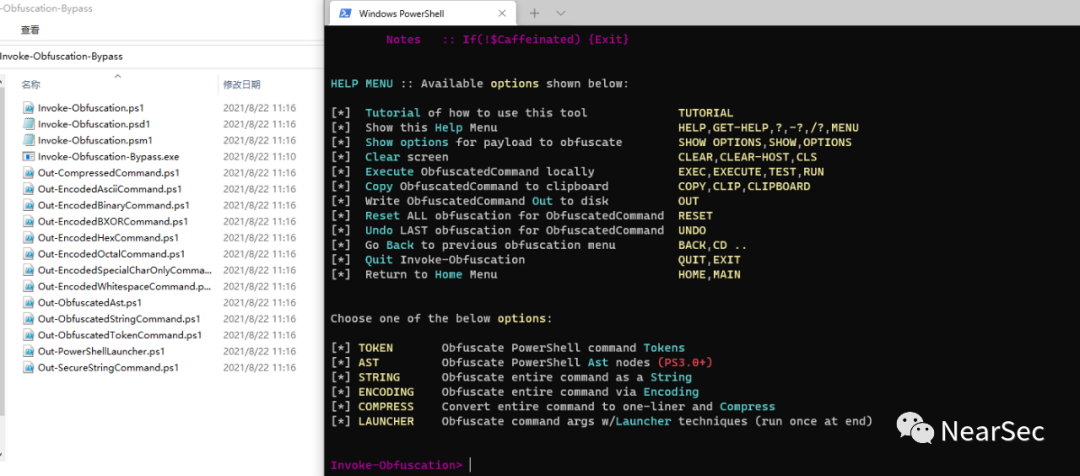 -Obfuscation-Bypass
查看
Invoke-Obfuscation-Bypass
名称 修改日期
Invoke-Obfuscation.ps1 2021/8/22 11:16
Invoke-Obfuscation.psd1 2021/8/22 11:16
Invoke-Obfuscation.psm1 2021/8/22 11:16
Invoke-Obfuscation-Bypass.exe 2021/8/22 11:10
Out-CompressedCommand.ps1 2021/8/22 11:16
Out-EncodedAsciiCommand.ps1 2021/8/22 11:16
Out-EncodedBinaryCommand.ps1 2021/8/22 11:16
Out-EncodedBXORCommand.ps1 2021/8/22 11:16
Out-EncodedHexCommand.ps1 2021/8/22 11:16
Out-EncodedOctalCommand.ps1 2021/8/22 11:16
Out-EncodedSpecialCharOnlyComma... 2021/8/22 11:16
Out-EncodedWhitespaceCommand.p... 2021/8/22 11:16
Out-ObfuscatedAst.ps1 2021/8/22 11:16
Out-ObfuscatedStringCommand.ps1 2021/8/22 11:16
Out-ObfuscatedTokenCommand.ps1 2021/8/22 11:16
Out-PowerShellLauncher.ps1 2021/8/22 11:16
Out-SecureStringCommand.ps1 2021/8/22 11:16
Windows PowerShell
Notes :: If(!$Caffeinated) {Exit}
HELP MENU :: Available options shown below:
[*] Tutorial of how to use this tool TUTORIAL
[*] Show this Help Menu HELP,GET-HELP,?,-?,/?,MENU
[*] Show options for payload to obfuscate SHOW OPTIONS,SHOW,OPTIONS
[*] Clear screen CLEAR,CLEAR-HOST,CLS
[*] Execute ObfuscatedCommand locally EXEC,EXECUTE,TEST,RUN
[*] Copy ObfuscatedCommand to clipboard COPY,CLIP,CLIPBOARD
[*] Write ObfuscatedCommand Out to disk OUT
[*] Reset ALL obfuscation for ObfuscatedCommand RESET
[*] Undo LAST obfuscation for ObfuscatedCommand UNDO
[*] Go Back to previous obfuscation menu BACK,CD ..
[*] Quit Invoke-Obfuscation QUIT,EXIT
[*] Return to Home Menu HOME,MAIN
Choose one of the below options:
[*] TOKEN Obfuscate PowerShell command Tokens
[*] AST Obfuscate PowerShell Ast nodes (PS3.0+)
[*] STRING Obfuscate entire command as a String
[*] ENCODING Obfuscate entire command via Encoding
[*] COMPRESS Convert entire command to one-liner and Compress
[*] LAUNCHER Obfuscate command args w/Launcher techniques (run once at end)
Invoke-Obfuscation>
NearSec